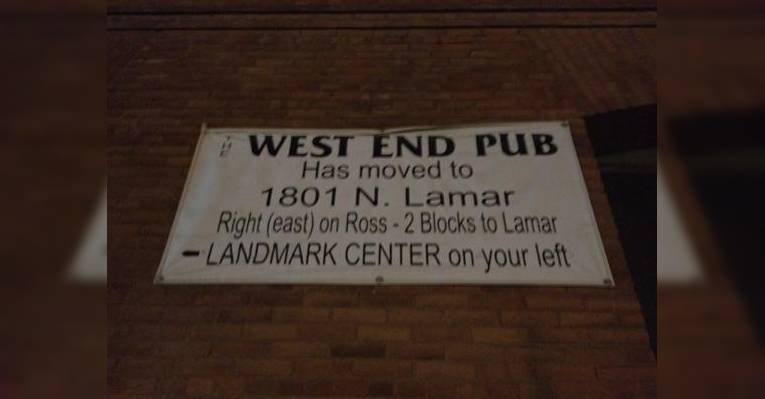 THE WEST END PUB
Has moved to
1801 N. Lamar
Right (east) on Ross - 2 Blocks to Lamar
- LANDMARK CENTER on your left